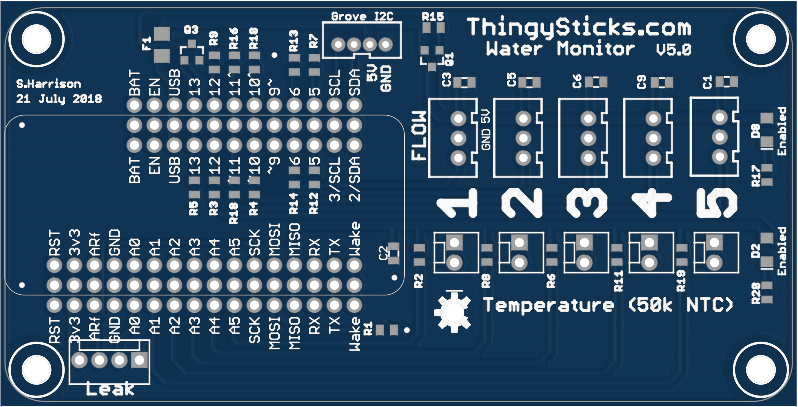 Grove I2C
5V
GND
R15
Q1
ThingySticks.com
Water Monitor V5.0
F1
Q3
R9
R16
R10
R13
R7
S.Harrison
21 July 2018
BAT
EN
USB
13
12
11~
10~
9~
6
5
SCL
SDA
BAT
EN
USB
13
12
11
10
~9
6
5
3/SCL
2/SDA
R5
R3
R18
R4
R14
R12
C3
C5
C6
C9
C1
FLOW
GND 5V
1
2
3
4
5
D8
Enabled
R17
RST
3v3
ARf
GND
A0
A1
A2
A3
A4
A5
SCK
MOSI
MISO
RX
TX
Wake
C2
R2
R8
R6
R11
R19
D2
Enabled
R20
RST
3v3
ARf
GND
A0
A1
A2
A3
A4
A5
SCK
MOSI
MISO
RX
TX
Wake
R1
Temperature (50k NTC)
Leak